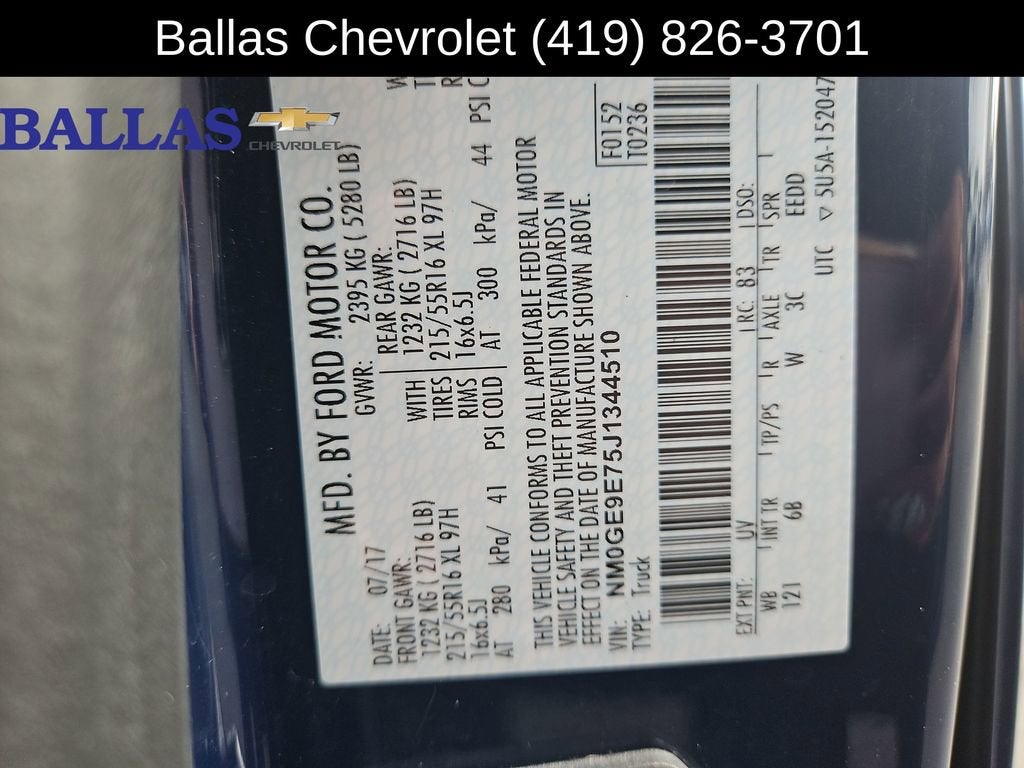 Ballas Chevrolet (419) 826-3701
BALLAS
CHEVROLET
MFD. BY FORD MOTOR CO.
DATE: 07/17 GVWR: 2395 KG ( 5280 LB)
FRONT GAWR: REAR GAWR:
1232 KG ( 2716 LB) WITH 1232 KG ( 2716 LB)
215/55R16 XL 97H TIRES 215/55R16 XL 97H
16x6.5J RIMS 16x6.5J
AT 280 kPa/ 41 PSI COLD AT 300 kPa/ 44 PSI C
THIS VEHICLE CONFORMS TO ALL APPLICABLE FEDERAL MOTOR
VEHICLE SAFETY AND THEFT PREVENTION STANDARDS IN
EFFECT ON THE DATE OF MANUFACTURE SHOWN ABOVE.
VIN: NM0GE9E75J1344510 F0152
TYPE: Truck T0236
EXT PNT: UV RC: 83 DSO:
WB INT TR TP/PS R AXLE TR SPR
121 6B W 3C EEDD
UTC ▽ 5U5A-152047